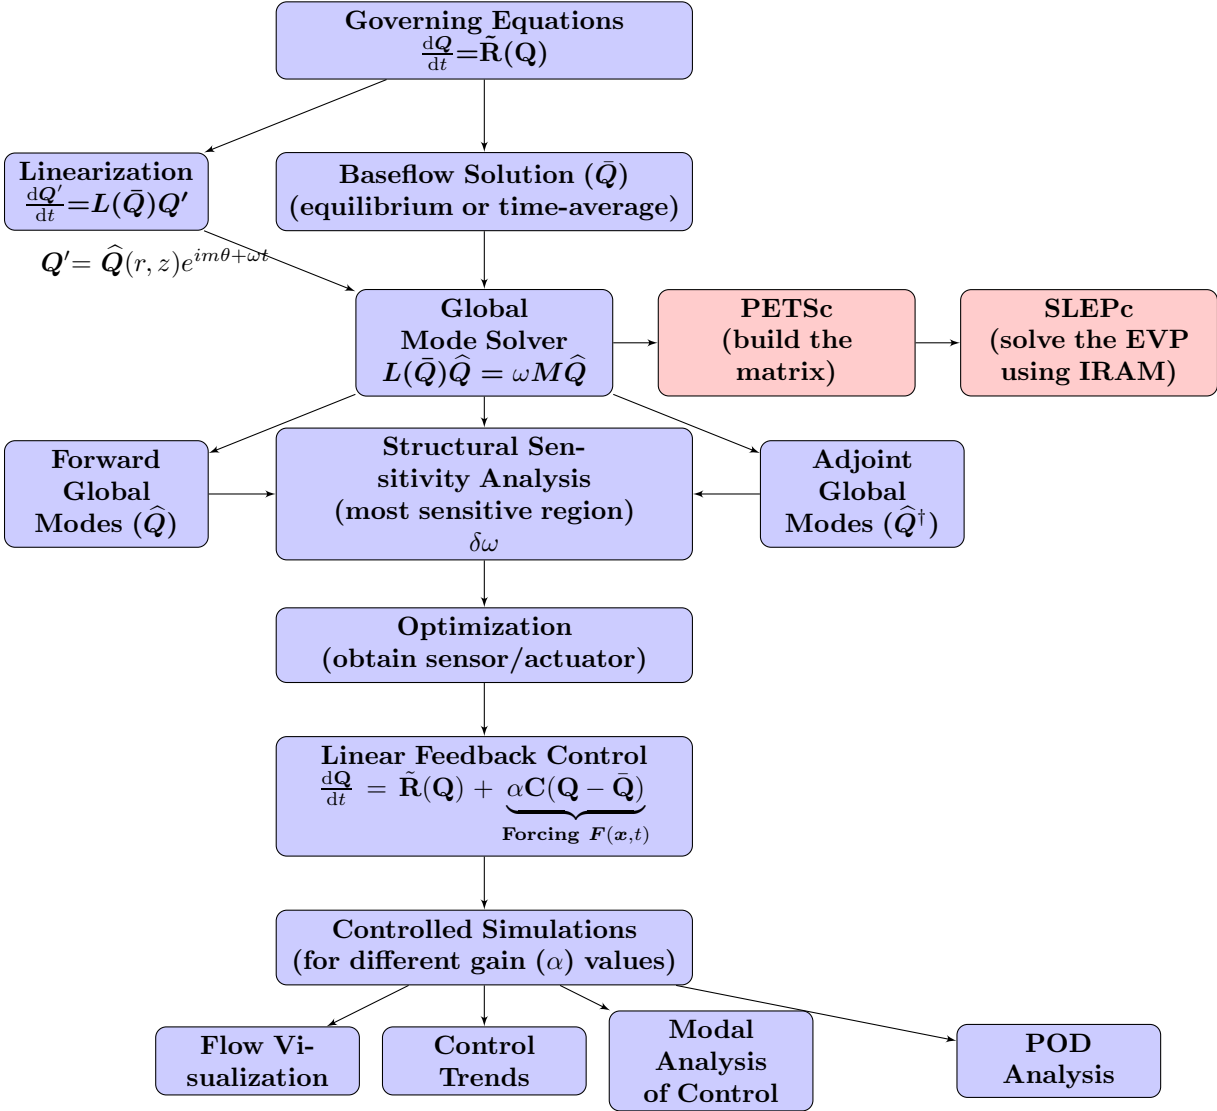 Governing Equations
d𝑸/dt=R̃(Q)
Linearization
d𝑸′/dt=𝑳(𝑸̄)𝑸′
Baseflow Solution (𝑸̄)
(equilibrium or time-average)
𝑸′= 𝑸̂(r, z)e^{imθ+ωt}
Global
Mode Solver
𝑳(𝑸̄)𝑸̂ = ω𝑴𝑸̂
PETSc
(build the
matrix)
SLEPc
(solve the EVP
using IRAM)
Forward
Global
Modes (𝑸̂)
Structural Sen-
sitivity Analysis
(most sensitive region)
δω
Adjoint
Global
Modes (𝑸̂†)
Optimization
(obtain sensor/actuator)
Linear Feedback Control
dQ/dt = R̃(Q) + αC(Q − Q̄)
Forcing 𝑭(𝒙,t)
Controlled Simulations
(for different gain (α) values)
Flow Vi-
sualization
Control
Trends
Modal
Analysis
of Control
POD
Analysis